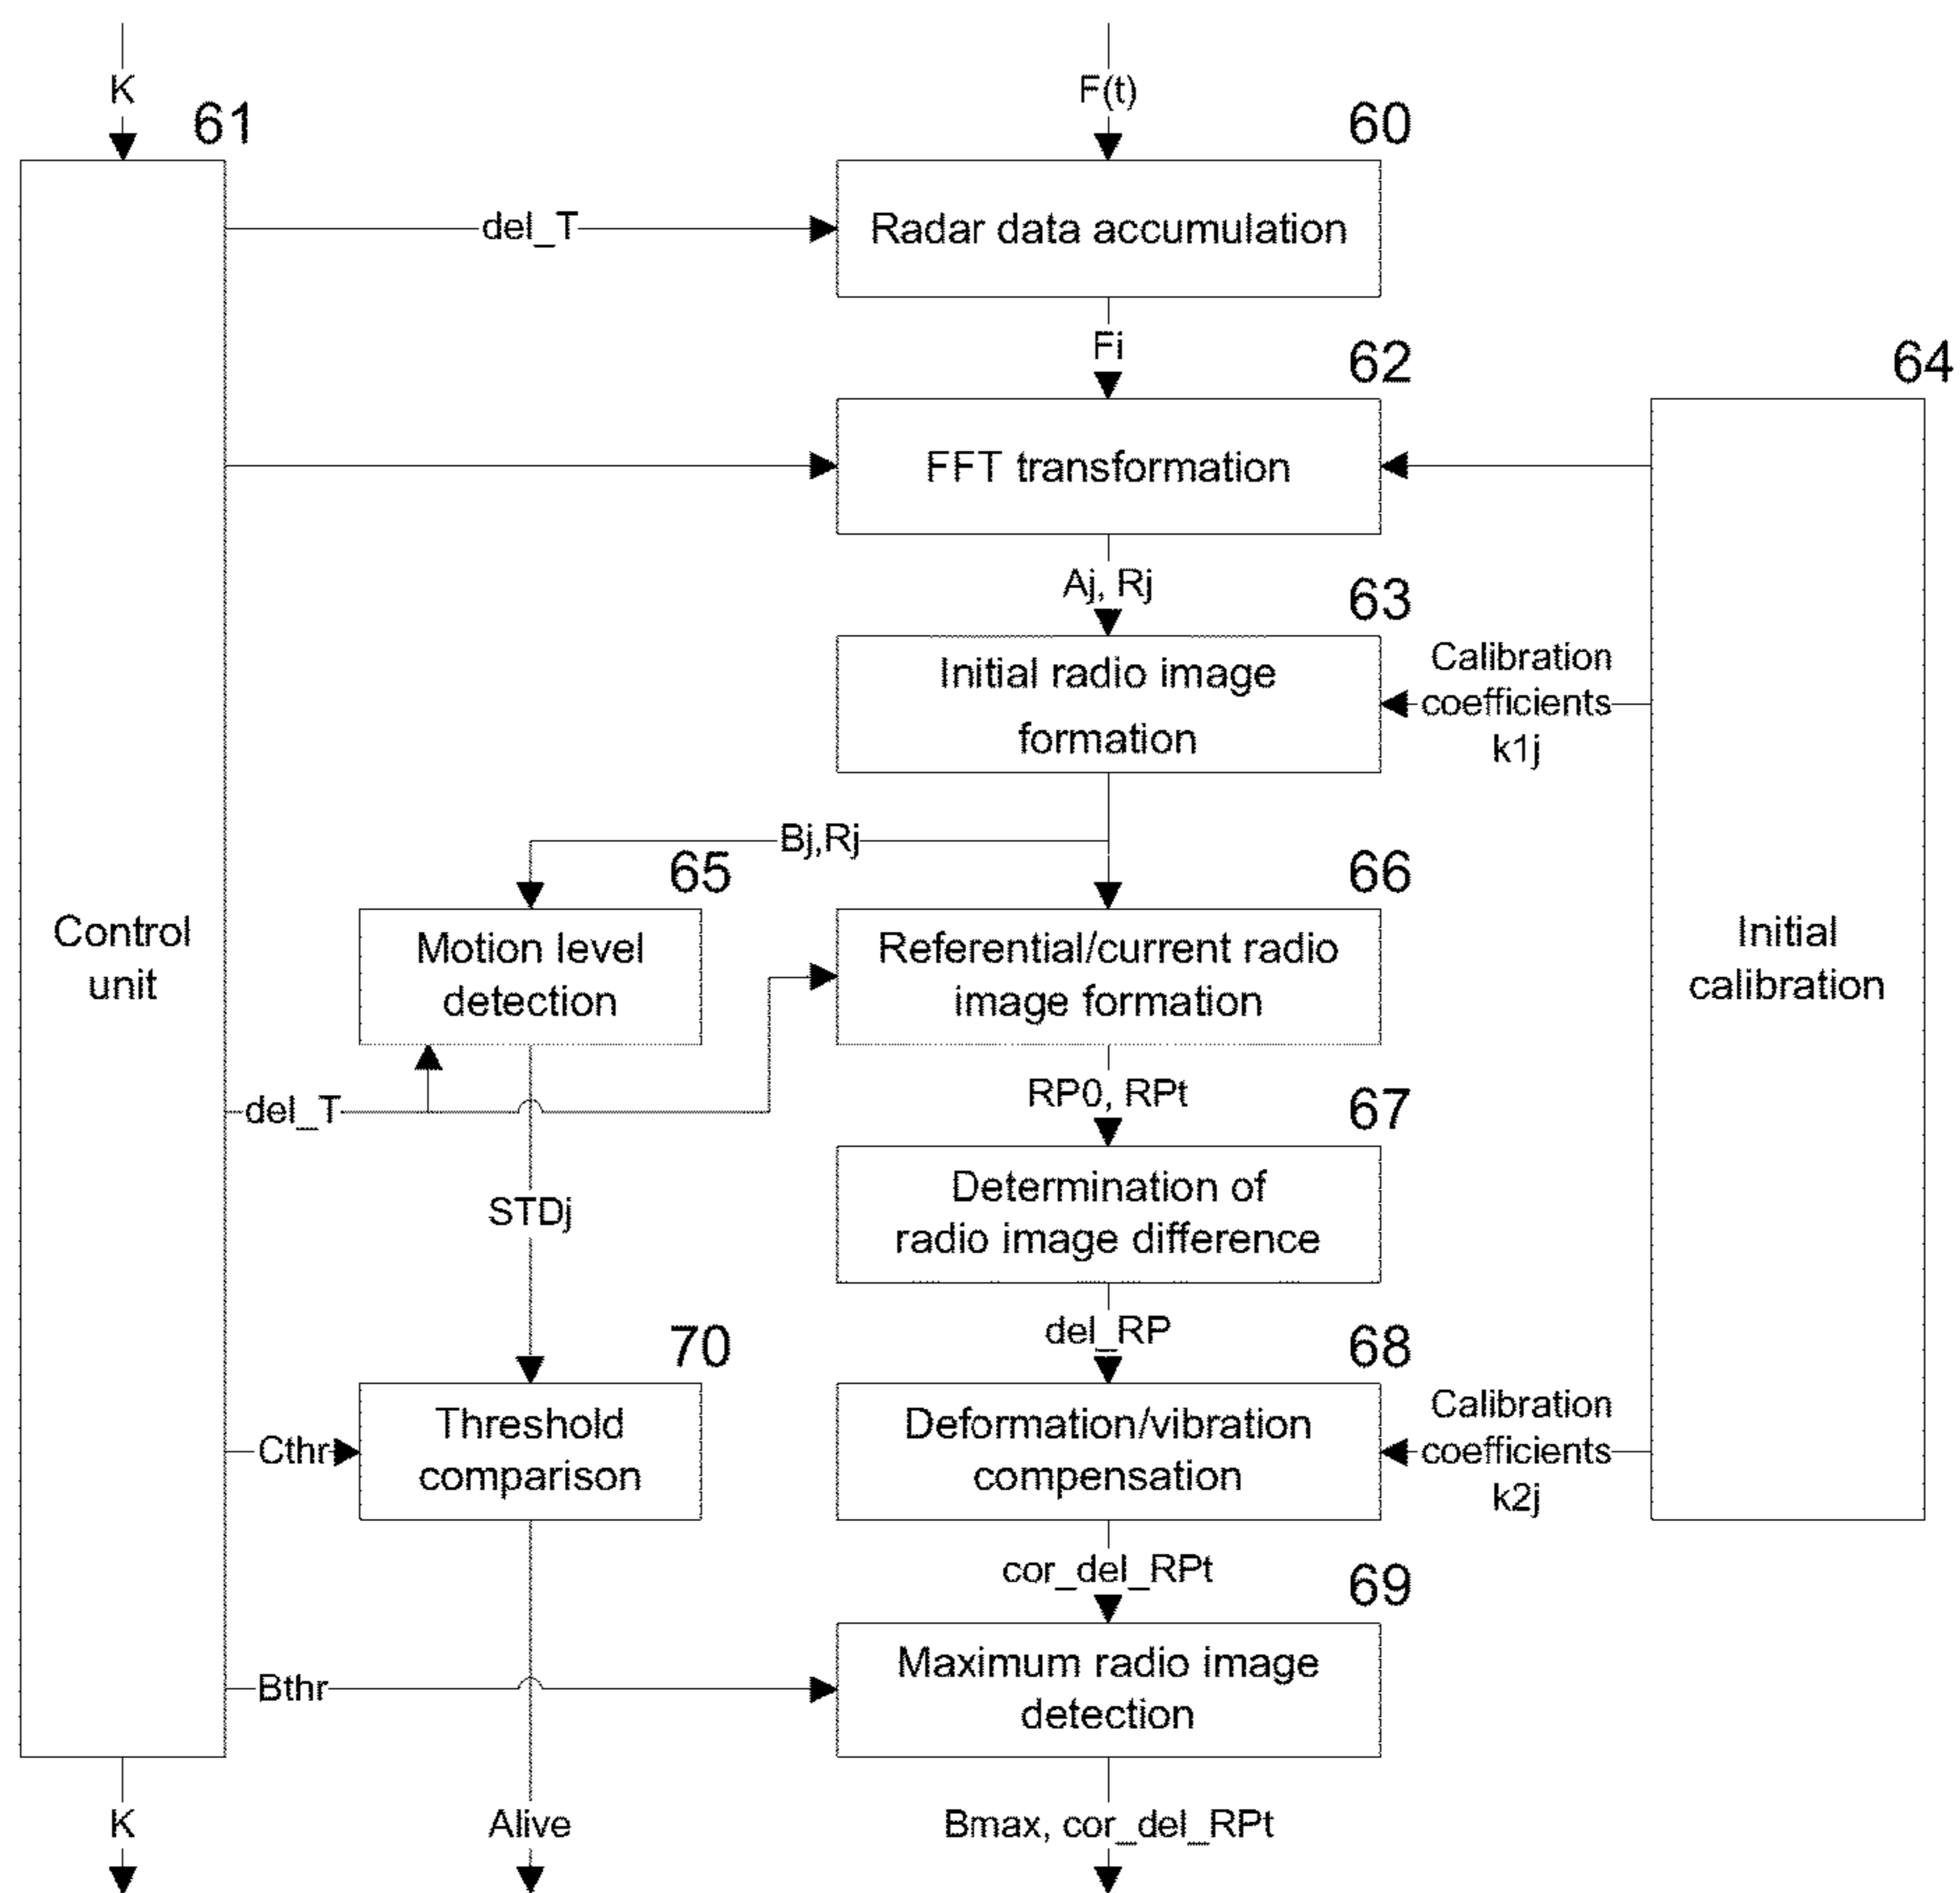 K
F(t)
61
60
del_T
Radar data accumulation
Fi
62
64
FFT transformation
Aj, Rj
63
Initial radio image
formation
Calibration
coefficients
k1j
Bj,Rj
65
66
Control
unit
Motion level
detection
Referential/current radio
image formation
Initial
calibration
del_T
RP0, RPt
67
STDj
Determination of
radio image difference
del_RP
70
68
Cthr
Threshold
comparison
Deformation/vibration
compensation
Calibration
coefficients
k2j
cor_del_RPt
69
Bthr
Maximum radio image
detection
K
Alive
Bmax, cor_del_RPt